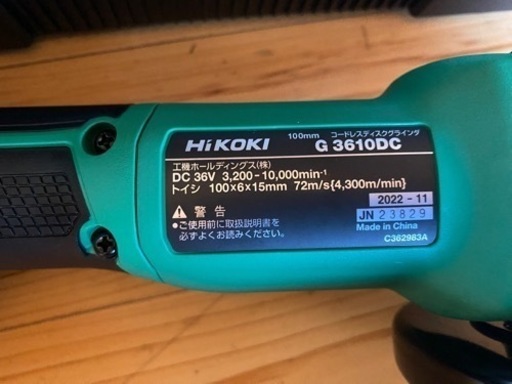 HiKOKI 100mm コードレスディスクグラインダ
G 3610DC
工機ホールディングス(株)
DC 36V 3,200-10,000min⁻¹
トイシ 100×6×15mm 72m/s{4,300m/min}
警告
●ご使用前に取扱説明書を
必ずよくお読みください。
2022-11
JN 23829
Made in China
C362983A